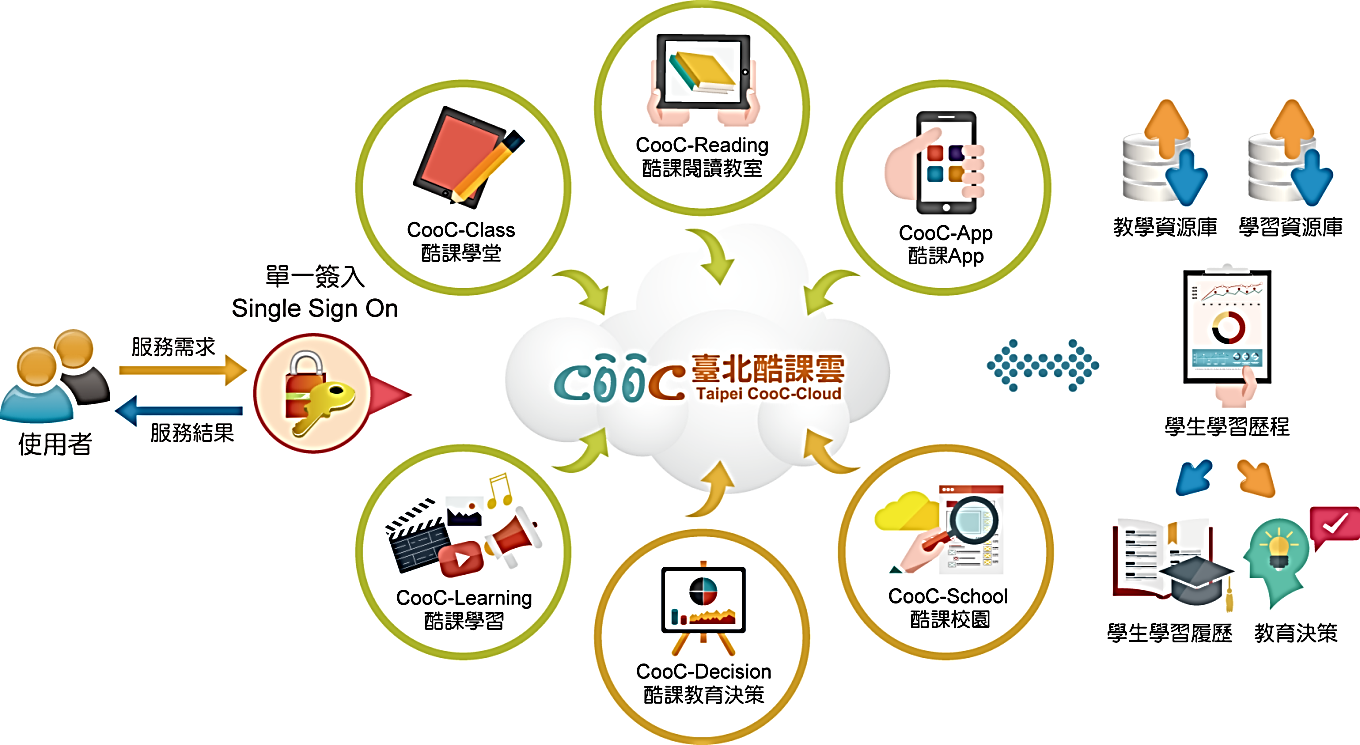 CooC-Reading
酷課閱讀教室
CooC-Class
酷課學堂
CooC-App
酷課App
教學資源庫
學習資源庫
單一簽入
Single Sign On
服務需求
服務結果
使用者
cooc
臺北酷課雲
Taipei CooC-Cloud
學生學習歷程
CooC-Learning
酷課學習
CooC-School
酷課校園
學生學習履歷
教育決策
CooC-Decision
酷課教育決策